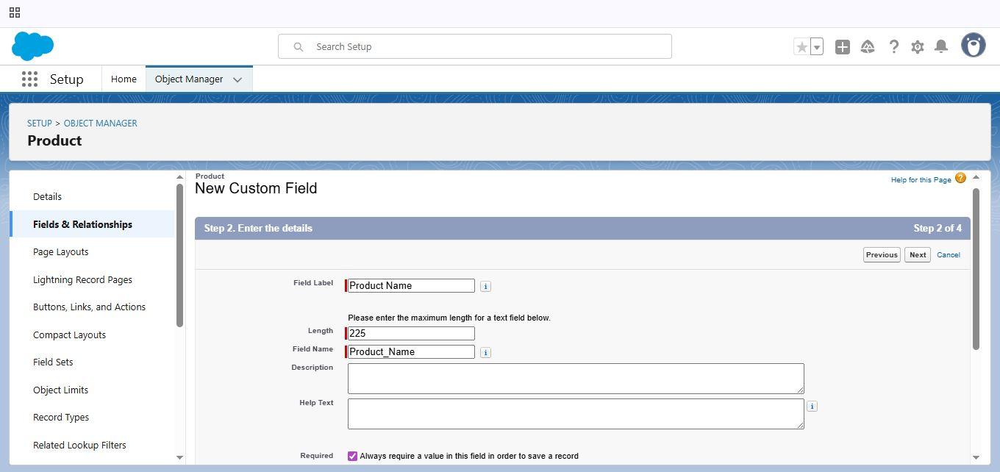 Search Setup
Setup
Home
Object Manager
SETUP > OBJECT MANAGER
Product
Details
Fields & Relationships
Page Layouts
Lightning Record Pages
Buttons, Links, and Actions
Compact Layouts
Field Sets
Object Limits
Record Types
Related Lookup Filters
Product
New Custom Field
Help for this Page ?
Step 2. Enter the details Step 2 of 4
Previous Next Cancel
Field Label Product Name i
Please enter the maximum length for a text field below.
Length 225
Field Name Product_Name i
Description
Help Text i
Required Always require a value in this field in order to save a record